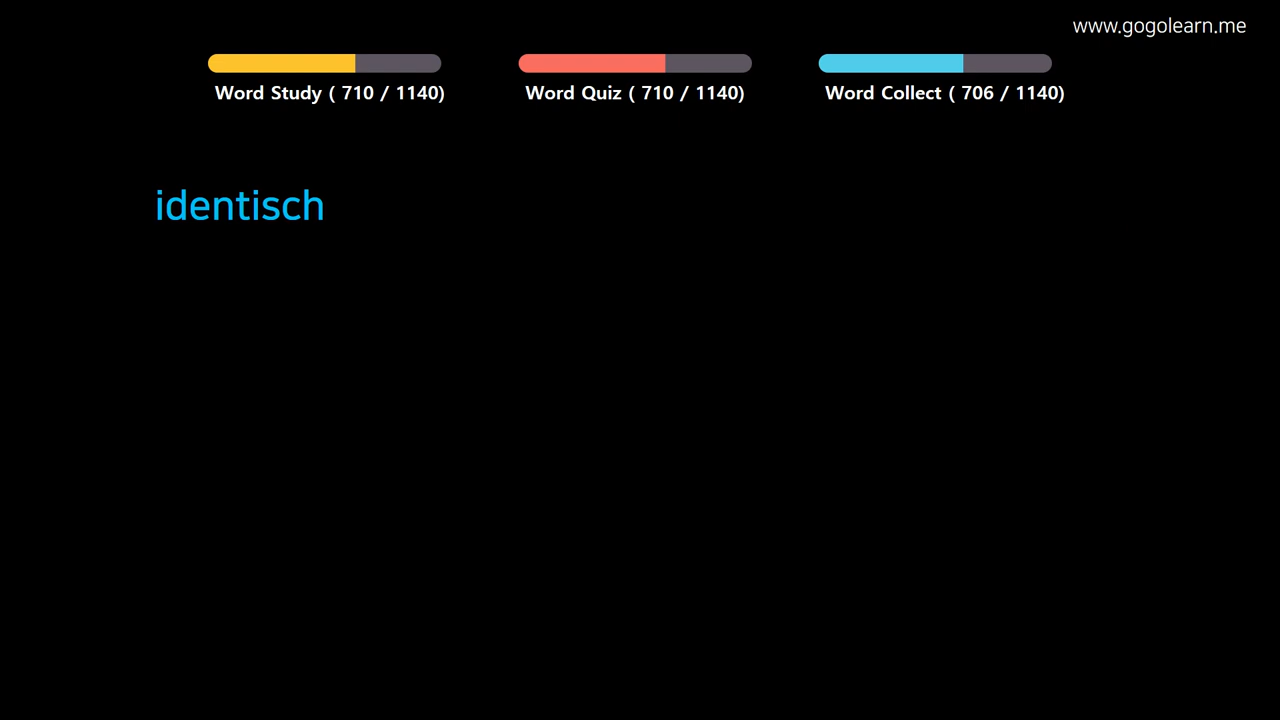 www.gogolearn.me
Word Study ( 710 / 1140)
Word Quiz ( 710 / 1140)
Word Collect ( 706 / 1140)
identisch